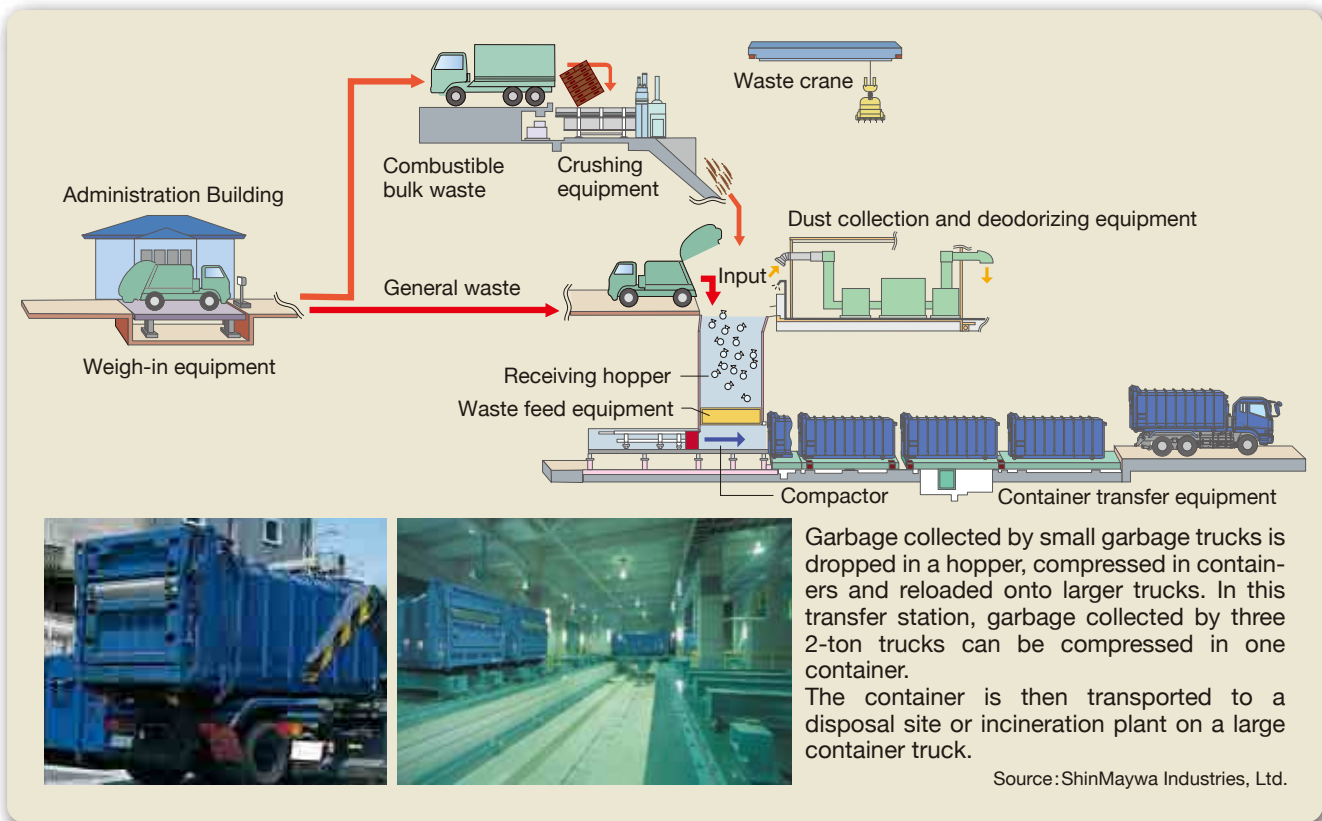 Waste crane
Combustible
bulk waste
Crushing
equipment
Administration Building
Dust collection and deodorizing equipment
Input
General waste
Weigh-in equipment
Receiving hopper
Waste feed equipment
Compactor
Container transfer equipment
Garbage collected by small garbage trucks is
dropped in a hopper, compressed in contain-
ers and reloaded onto larger trucks. In this
transfer station, garbage collected by three
2-ton trucks can be compressed in one
container.
The container is then transported to a
disposal site or incineration plant on a large
container truck.
Source: ShinMaywa Industries, Ltd.